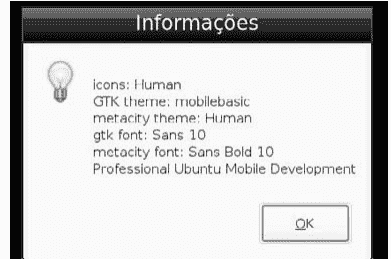 Informações
icons: Human
GTK theme: mobilebasic
metacity theme: Human
gtk font: Sans 10
metacity font: Sans Bold 10
Professional Ubuntu Mobile Development
OK